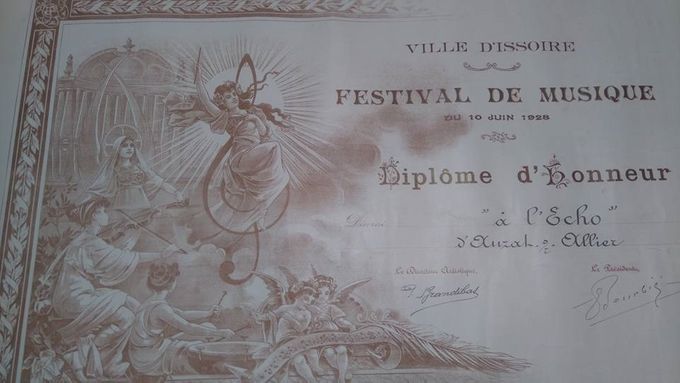 VILLE D'ISSOIRE
FESTIVAL DE MUSIQUE
DU 10 JUIN 1928
Diplôme d'Honneur
"à l'Echo"
d'Auzat s/ Allier
Le Directeur Artistique,
Le Président,